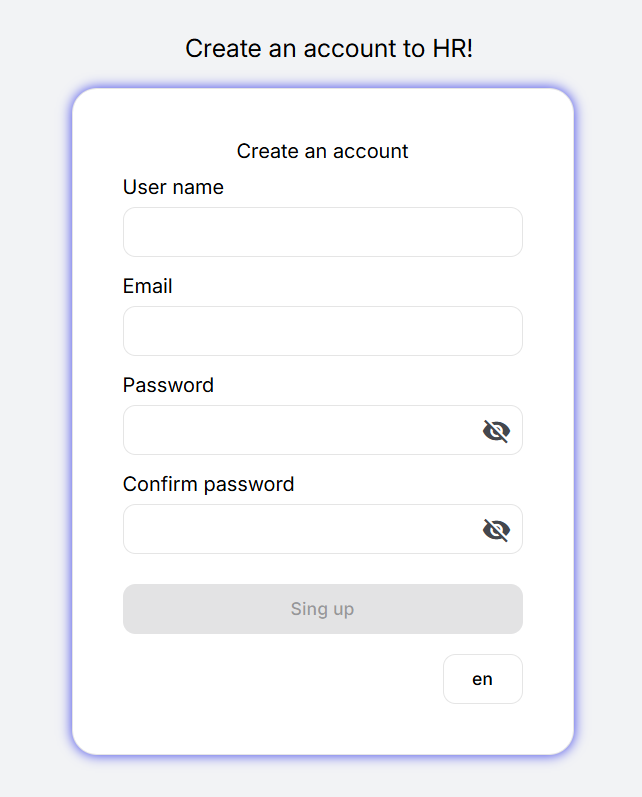 Create an account to HR!
Create an account
User name
Email
Password
Confirm password
Sing up
en